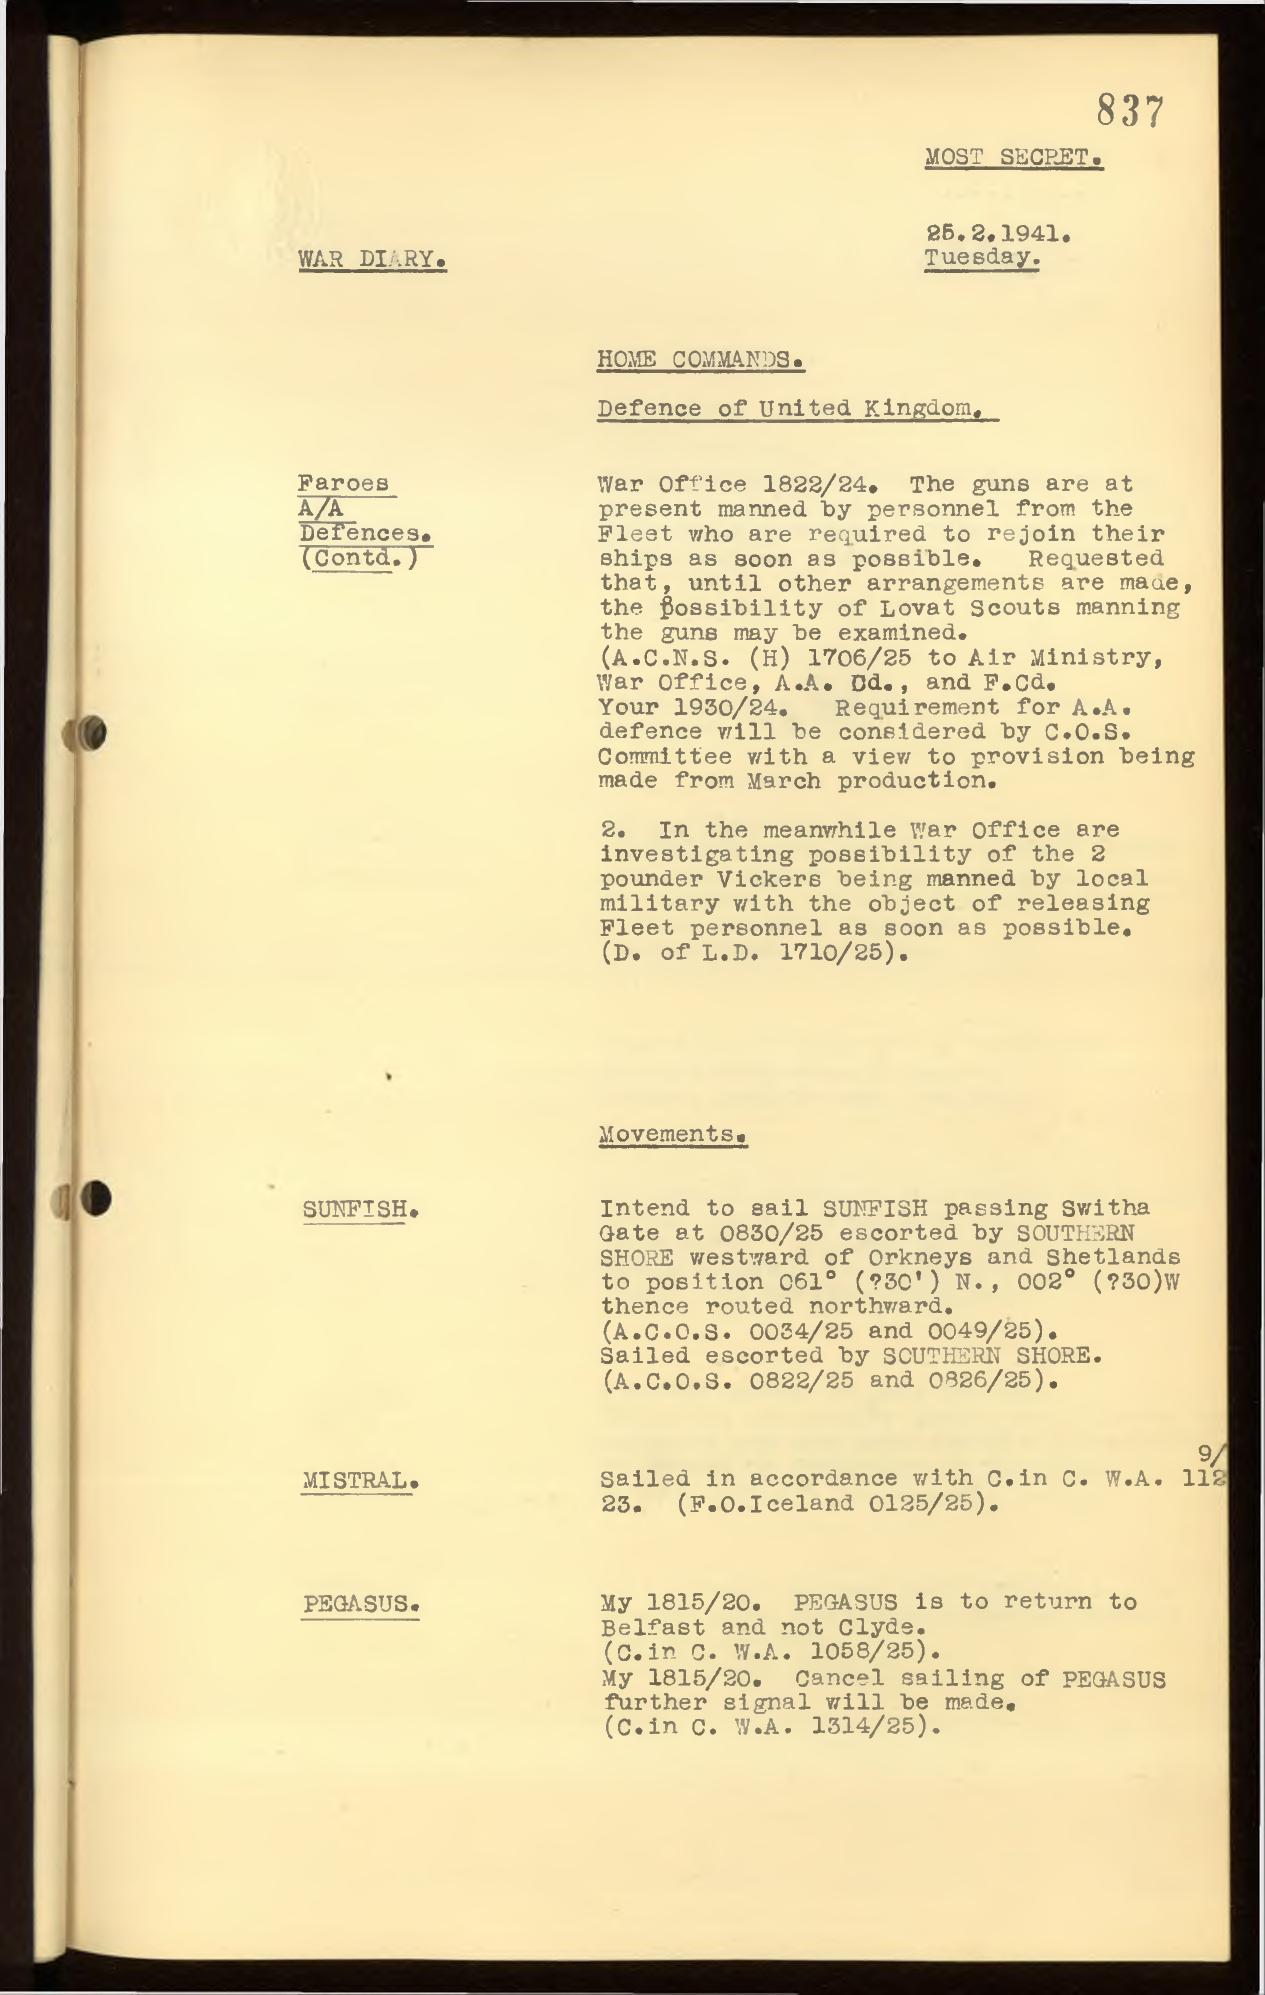 837
MOST SECRET.
25.2.1941.
WAR DIARY.
Tuesday.
HOME COMMANDS.
Defence of United Kingdom.
Faroes
A/A
Defences.
(Contd.)
War Office 1822/24. The guns are at
present manned by personnel from the
Fleet who are required to rejoin their
ships as soon as possible. Requested
that, until other arrangements are made,
the possibility of Lovat Scouts manning
the guns may be examined.
(A.C.N.S. (H) 1706/25 to Air Ministry,
War Office, A.A. Cd., and F.Cd.
Your 1930/24. Requirement for A.A.
defence will be considered by C.O.S.
Committee with a view to provision being
made from March production.
2. In the meanwhile War Office are
investigating possibility of the 2
pounder Vickers being manned by local
military with the object of releasing
Fleet personnel as soon as possible.
(D. of L.D. 1710/25).
Movements.
SUNFISH.
Intend to sail SUNFISH passing Switha
Gate at 0830/25 escorted by SOUTHERN
SHORE westward of Orkneys and Shetlands
to position 061° (?30') N., 002° (?30)W
thence routed northward.
(A.C.O.S. 0034/25 and 0049/25).
Sailed escorted by SOUTHERN SHORE.
(A.C.O.S. 0822/25 and 0826/25).
MISTRAL.
9/
Sailed in accordance with C.in C. W.A. 112
23. (F.O.Iceland 0125/25).
PEGASUS.
My 1815/20. PEGASUS is to return to
Belfast and not Clyde.
(C.in C. W.A. 1058/25).
My 1815/20. Cancel sailing of PEGASUS
further signal will be made.
(C.in C. W.A. 1314/25).